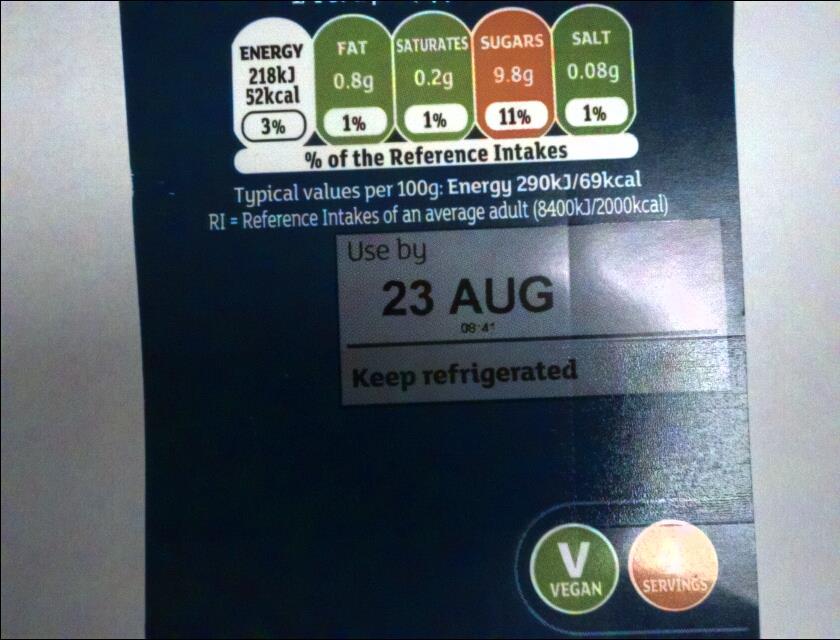 ENERGY
218kJ
52kcal
3%
FAT
0.8g
1%
SATURATES
0.2g
1%
SUGARS
9.8g
11%
SALT
0.08g
1%
% of the Reference Intakes
Typical values per 100g: Energy 290kJ/69kcal
RI = Reference Intakes of an average adult (8400kJ/2000kcal)
Use by
23 AUG
08:41
Keep refrigerated
V
VEGAN
SERVINGS